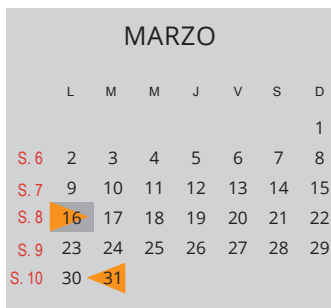 MARZO
L M M J V S D
1
S. 6 2 3 4 5 6 7 8
S. 7 9 10 11 12 13 14 15
S. 8 16 17 18 19 20 21 22
S. 9 23 24 25 26 27 28 29
S. 10 30 31